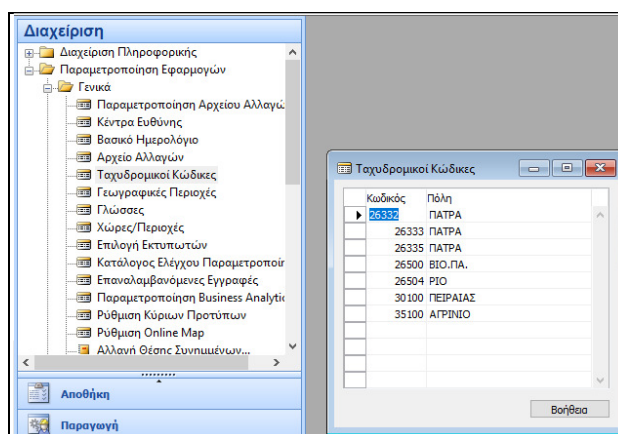 Διαχείριση
Διαχείριση Πληροφορικής
Παραμετροποίηση Εφαρμογών
Γενικά
Παραμετροποίηση Αρχείου Αλλαγώ
Κέντρα Ευθύνης
Βασικό Ημερολόγιο
Αρχείο Αλλαγών
Ταχυδρομικοί Κώδικες
Γεωγραφικές Περιοχές
Γλώσσες
Χώρες/Περιοχές
Επιλογή Εκτυπωτών
Κατάλογος Ελέγχου Παραμετροποίη
Επαναλαμβανόμενες Εγγραφές
Παραμετροποίηση Business Analytic
Ρύθμιση Κύριων Προτύπων
Ρύθμιση Online Map
Αλλαγή Θέσης Συνημμένων...
Αποθήκη
Παραγωγή
Ταχυδρομικοί Κώδικες
Κωδικός Πόλη
26332 ΠΑΤΡΑ
26333 ΠΑΤΡΑ
26335 ΠΑΤΡΑ
26500 ΒΙΟ.ΠΑ.
26504 ΡΙΟ
30100 ΠΕΙΡΑΙΑΣ
35100 ΑΓΡΙΝΙΟ
Βοήθεια